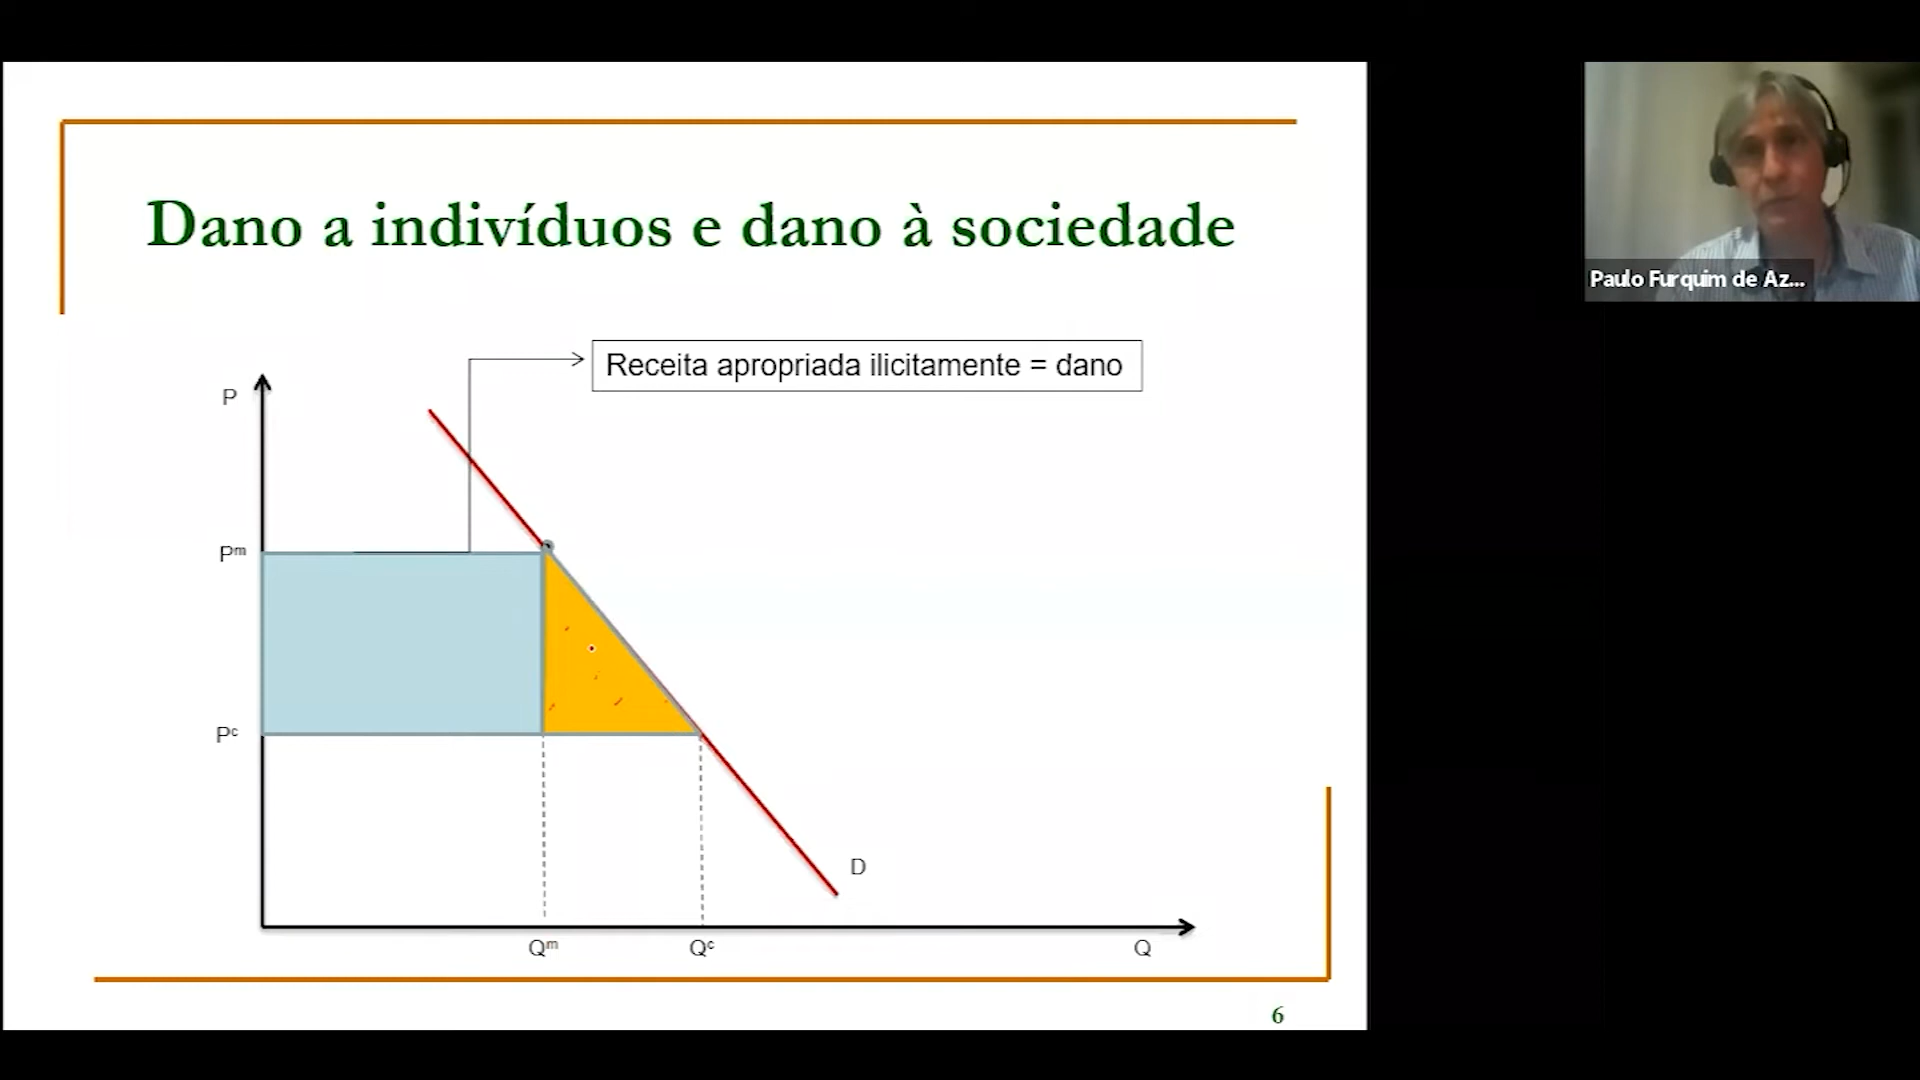 Dano a indivíduos e dano à sociedade
Receita apropriada ilicitamente = dano
P
Pᵐ
Pᶜ
D
Qᵐ
Qᶜ
Q
6
Paulo Furquim de Az...